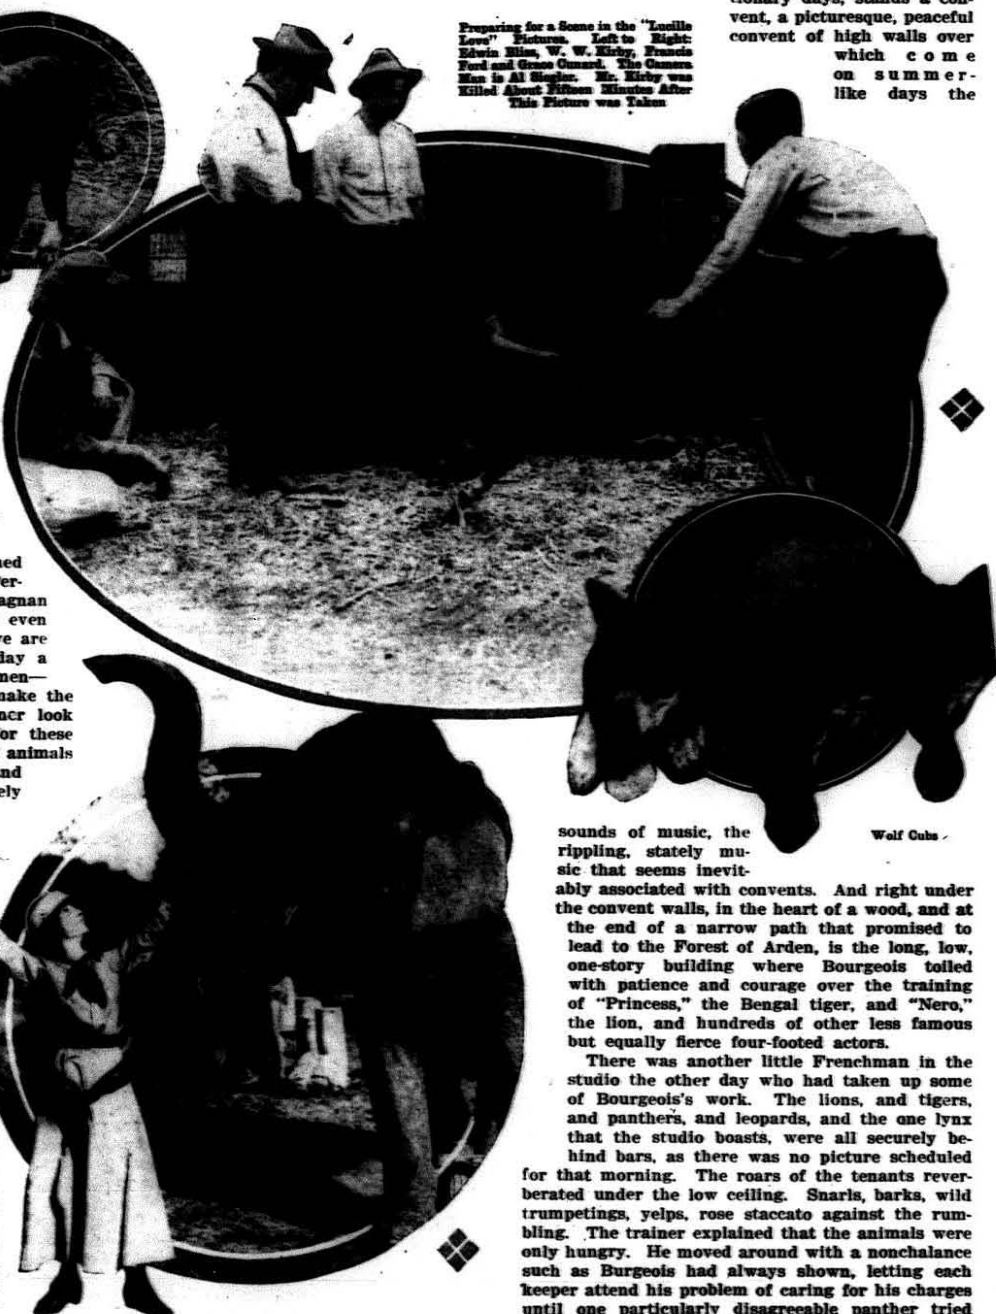 Preparing for a Scene in the "Lucille
Love" Pictures. Left to Right:
Edwin Bliss, W. W. Kirby, Francis
Ford and Grace Cunard. The Camera
Man is Al Siegler. Mr. Kirby was
Killed About Fifteen Minutes After
This Picture was Taken
vent, a picturesque, peaceful
convent of high walls over
which come
on summer-
like days the
agnan
even
are
day a
men—
make the
look
or these
animals
Wolf Cubs
sounds of music, the
rippling, stately mu-
sic that seems inevit-
ably associated with convents. And right under
the convent walls, in the heart of a wood, and at
the end of a narrow path that promised to
lead to the Forest of Arden, is the long, low,
one-story building where Bourgeois toiled
with patience and courage over the training
of "Princess," the Bengal tiger, and "Nero,"
the lion, and hundreds of other less famous
but equally fierce four-footed actors.
There was another little Frenchman in the
studio the other day who had taken up some
of Bourgeois's work. The lions, and tigers,
and panthers, and leopards, and the one lynx
that the studio boasts, were all securely be-
hind bars, as there was no picture scheduled
for that morning. The roars of the tenants rever-
berated under the low ceiling. Snarls, barks, wild
trumpetings, yelps, rose staccato against the rum-
bling. The trainer explained that the animals were
only hungry. He moved around with a nonchalance
such as Burgeois had always shown, letting each
keeper attend his problem of caring for his charges
until one particularly disagreeable panther tried